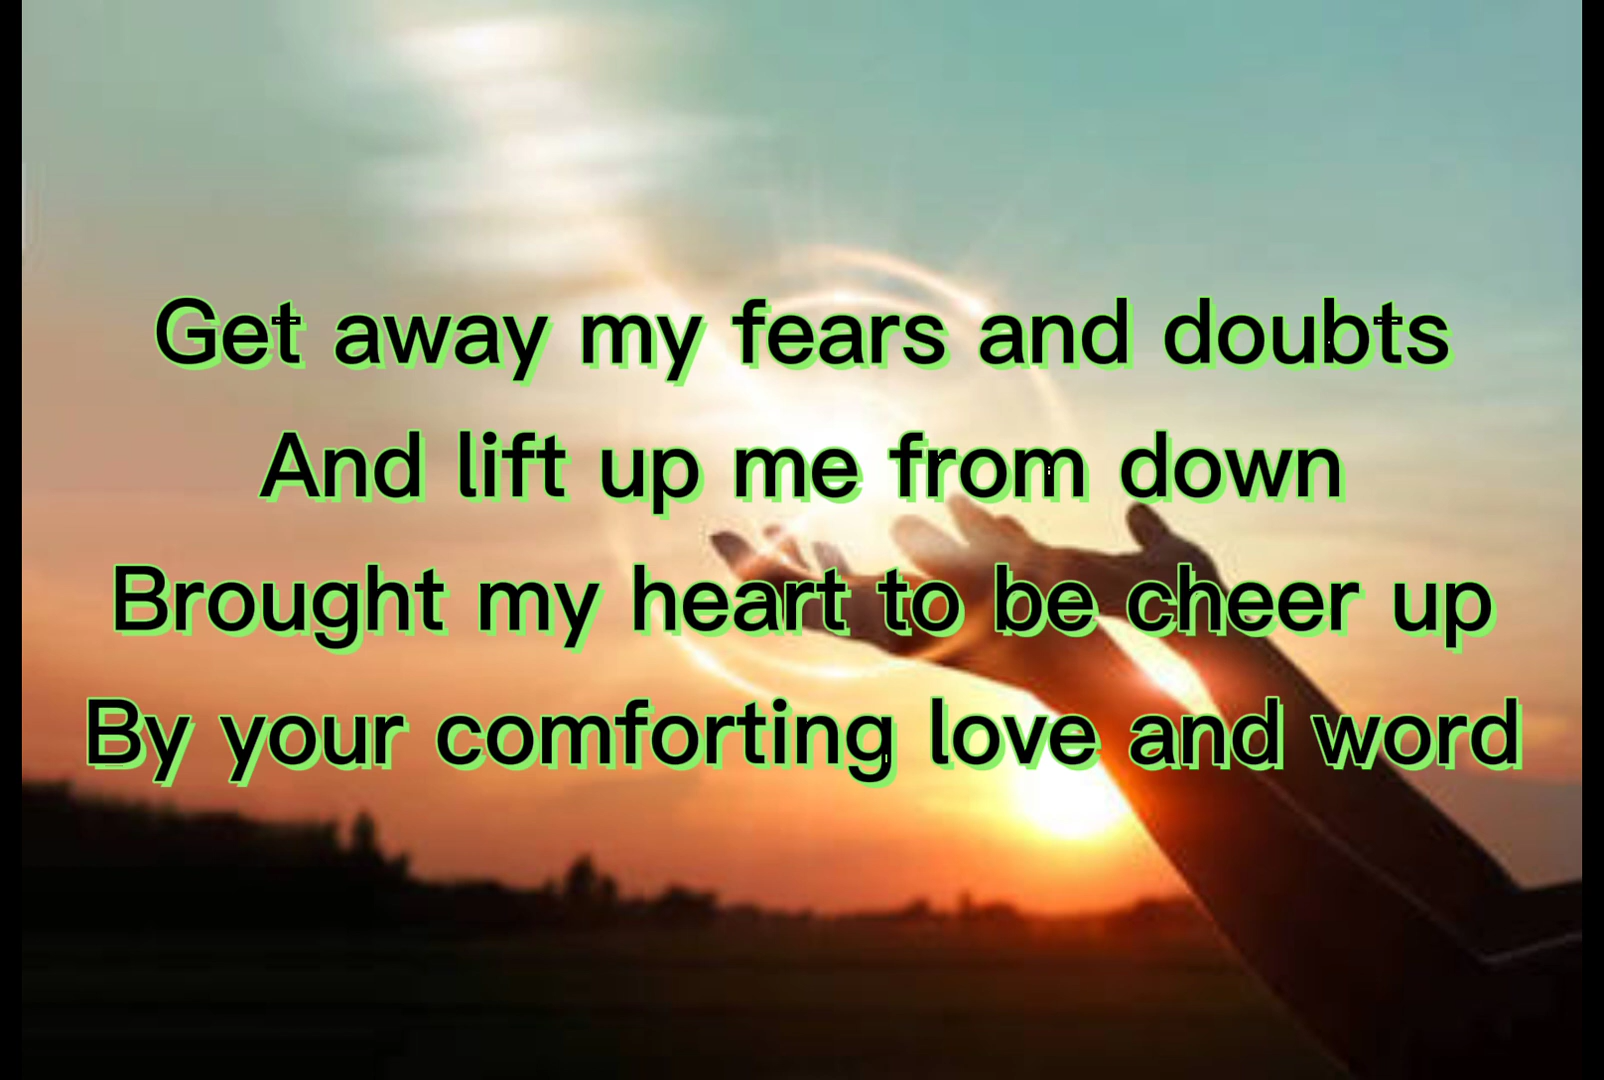 Get away my fears and doubts
And lift up me from down
Brought my heart to be cheer up
By your comforting love and word